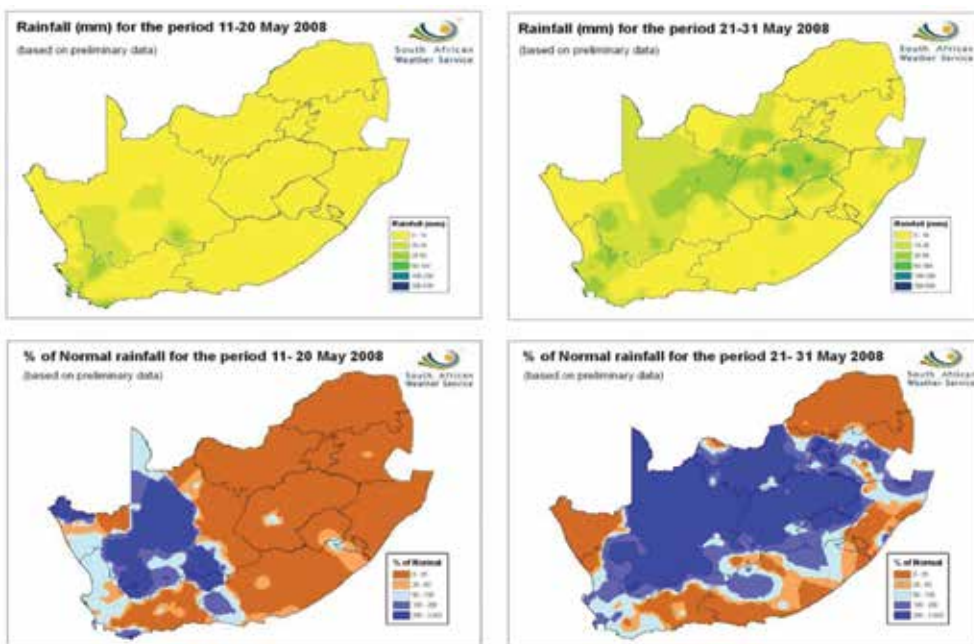 Rainfall (mm) for the period 11-20 May 2008
(based on preliminary data)
South African
Weather Service
Rainfall (mm)
Rainfall (mm) for the period 21-31 May 2008
(based on preliminary data)
South African
Weather Service
Rainfall (mm)
% of Normal rainfall for the period 11- 20 May 2008
(based on preliminary data)
South African
Weather Service
% of Normal
% of Normal rainfall for the period 21- 31 May 2008
(based on preliminary data)
South African
Weather Service
% of Normal